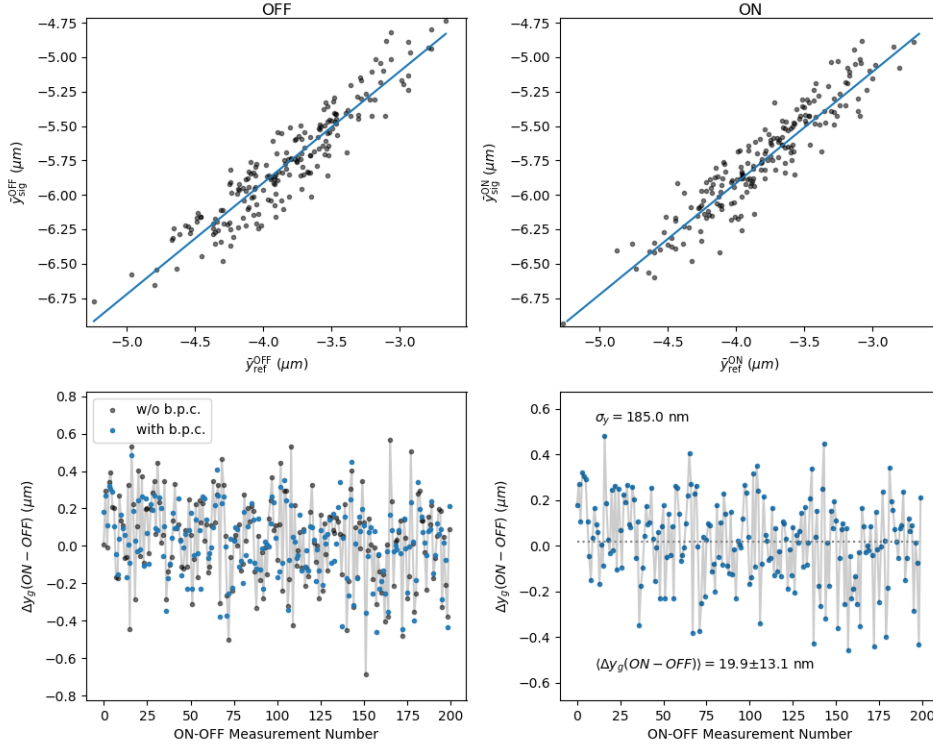 OFF
−4.75
−5.00
−5.25
−5.50
−5.75
−6.00
−6.25
−6.50
−6.75
ȳ_sig^OFF (μm)
−5.0 −4.5 −4.0 −3.5 −3.0
ȳ_ref^OFF (μm)
ON
−4.75
−5.00
−5.25
−5.50
−5.75
−6.00
−6.25
−6.50
−6.75
ȳ_sig^ON (μm)
−5.0 −4.5 −4.0 −3.5 −3.0
ȳ_ref^ON (μm)
0.8
0.6
0.4
0.2
0.0
−0.2
−0.4
−0.6
−0.8
Δy_g(ON − OFF) (μm)
w/o b.p.c.
with b.p.c.
0 25 50 75 100 125 150 175 200
ON-OFF Measurement Number
0.6
0.4
0.2
0.0
−0.2
−0.4
−0.6
Δy_g(ON − OFF) (μm)
σ_y = 185.0 nm
⟨Δy_g(ON − OFF)⟩ = 19.9±13.1 nm
0 25 50 75 100 125 150 175 200
ON-OFF Measurement Number